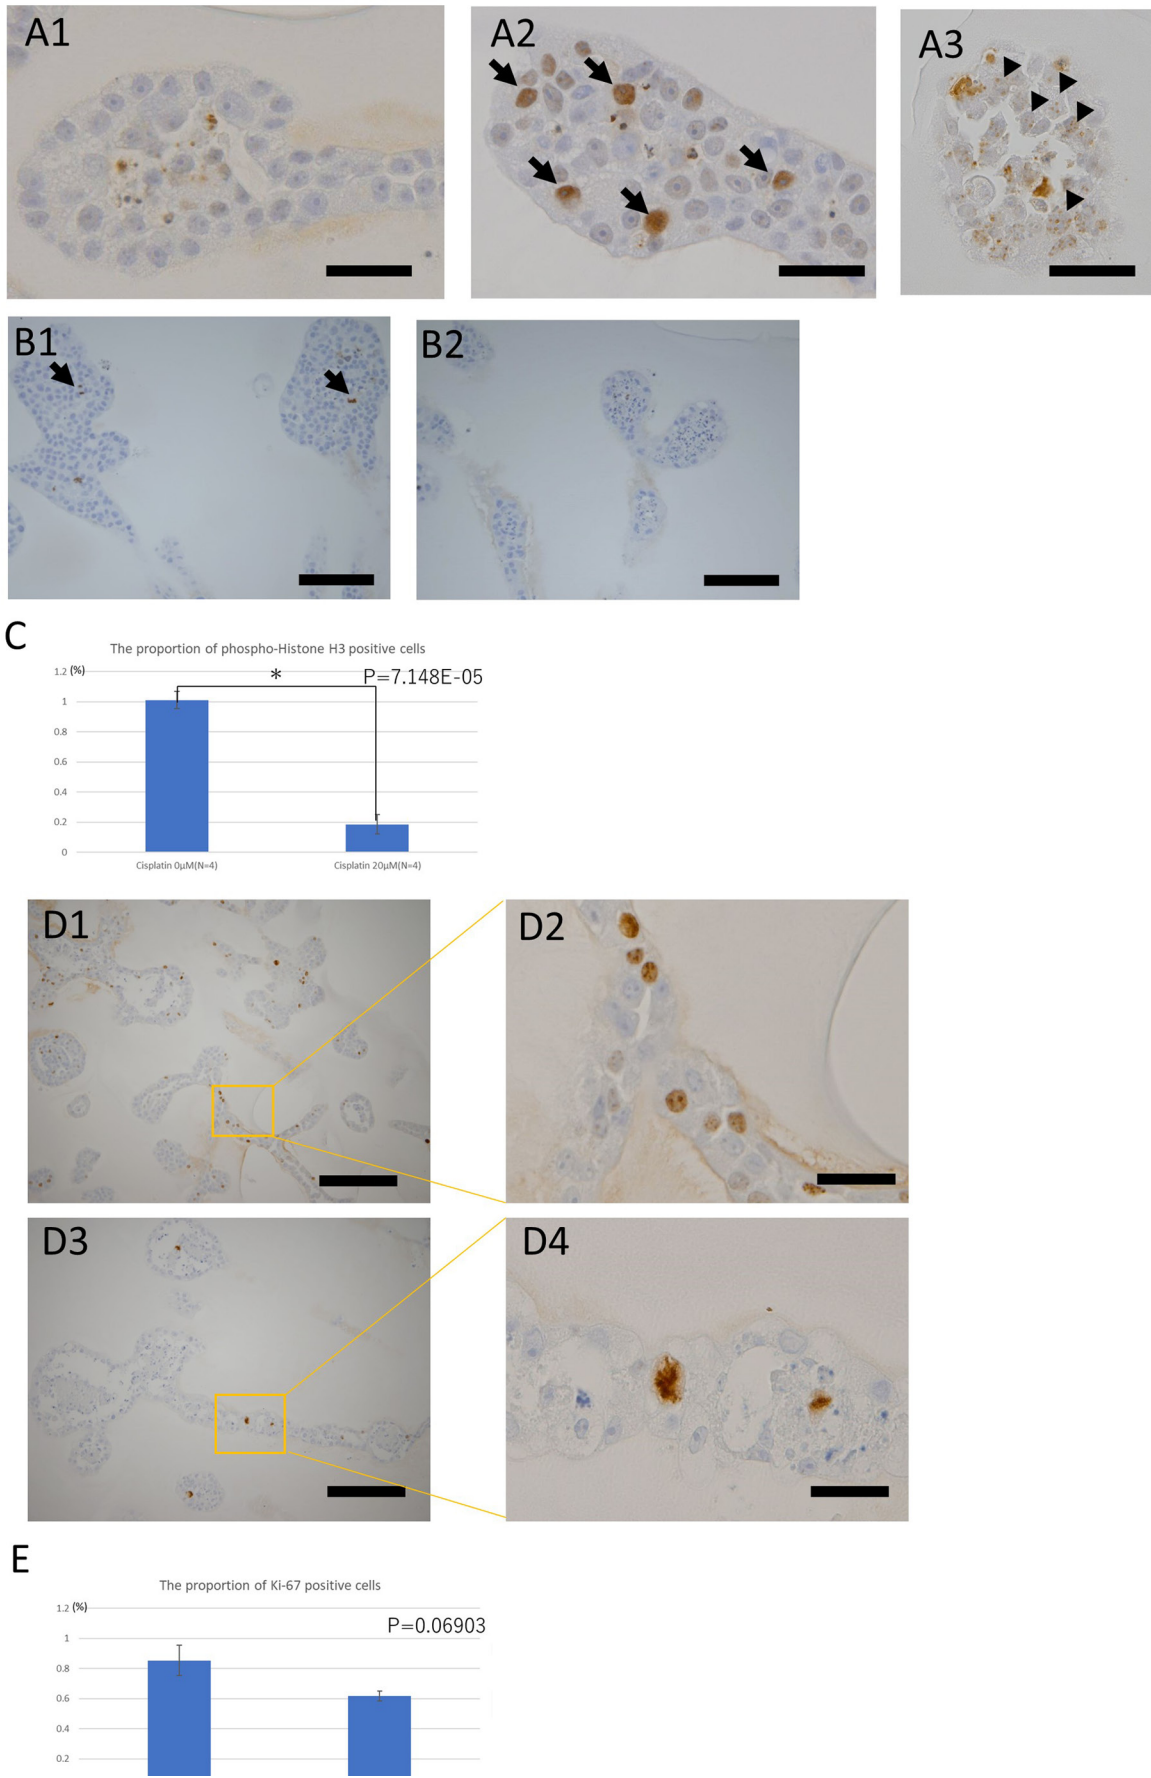 A1
A2
A3
B1
B2
C
The proportion of phospho-Histone H3 positive cells
1.2 (%)
* P=7.148E-05
1
0.8
0.6
0.4
0.2
0
Cisplatin 0μM(N=4) Cisplatin 20μM(N=4)
D1
D2
D3
D4
E
The proportion of Ki-67 positive cells
1.2 (%)
P=0.06903
1
0.8
0.6
0.4
0.2